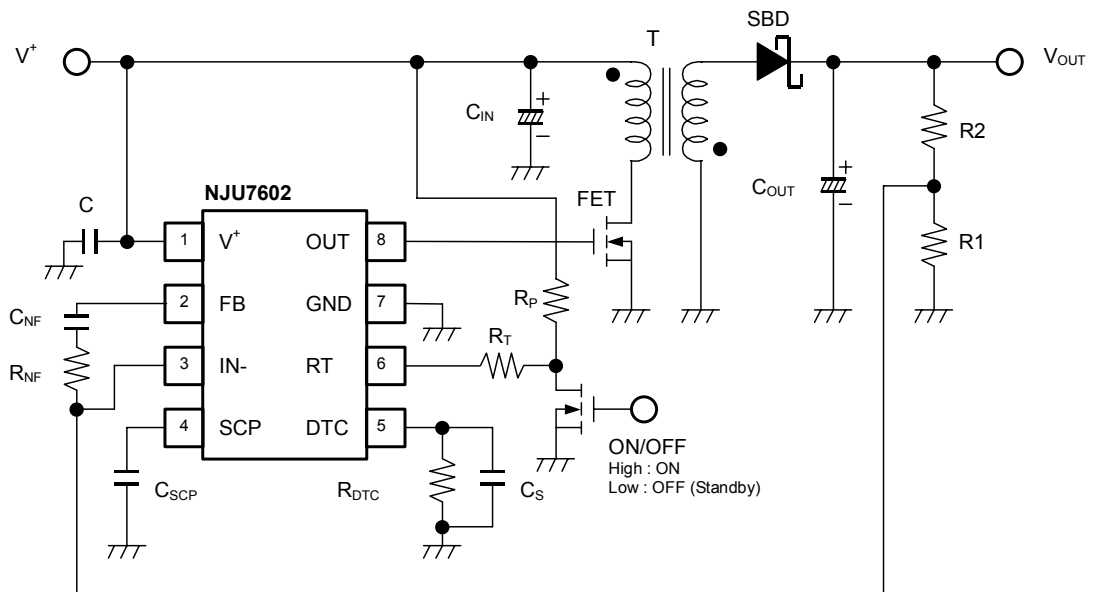 SBD
T
V+
VOUT
CIN
+
−
R2
COUT
+
−
R1
NJU7602
FET
C
1 V+ OUT 8
2 FB GND 7
CNF
RP
RT
3 IN- RT 6
RNF
4 SCP DTC 5
ON/OFF
High : ON
Low : OFF (Standby)
CSCP
RDTC
CS